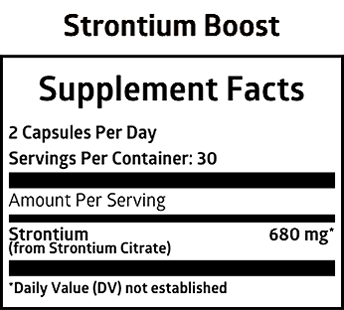 Strontium Boost
Supplement Facts
2 Capsules Per Day
Servings Per Container: 30
Amount Per Serving
Strontium 680 mg*
(from Strontium Citrate)
*Daily Value (DV) not established